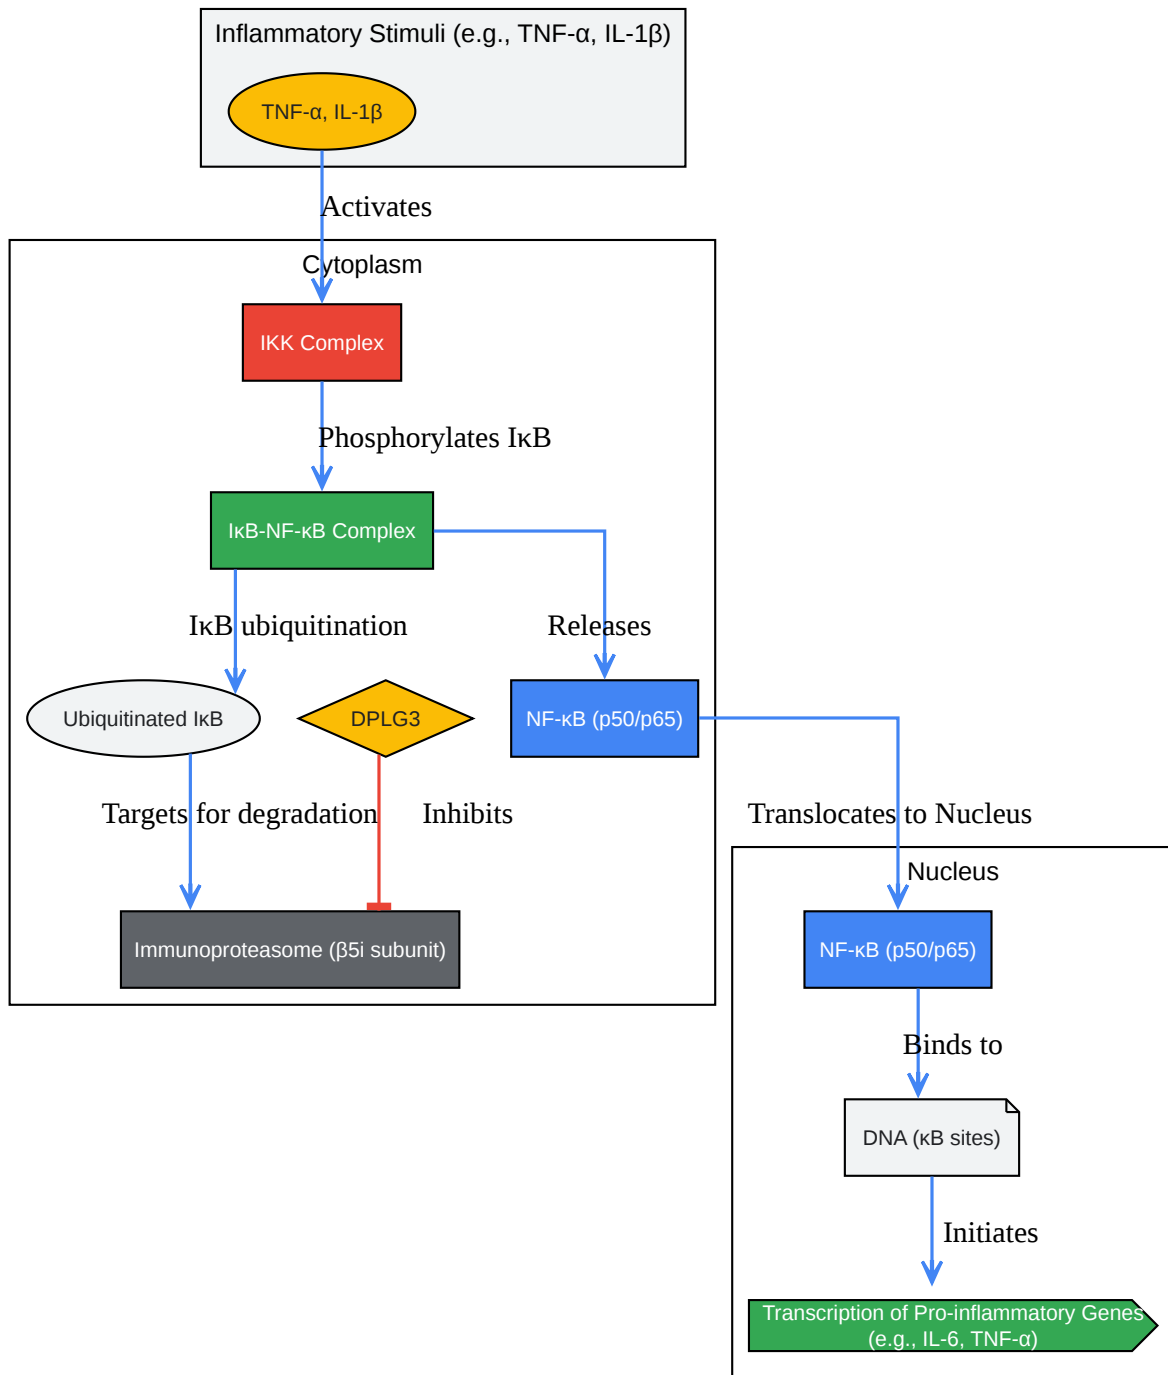 Inflammatory Stimuli (e.g., TNF-α, IL-1β)
TNF-α, IL-1β
Activates
Cytoplasm
IKK Complex
Phosphorylates IκB
IκB-NF-κB Complex
IκB ubiquitination
Releases
Ubiquitinated IκB
DPLG3
NF-κB (p50/p65)
Targets for degradation
Inhibits
Translocates to Nucleus
Nucleus
Immunoproteasome (β5i subunit)
NF-κB (p50/p65)
Binds to
DNA (κB sites)
Initiates
Transcription of Pro-inflammatory Genes
(e.g., IL-6, TNF-α)